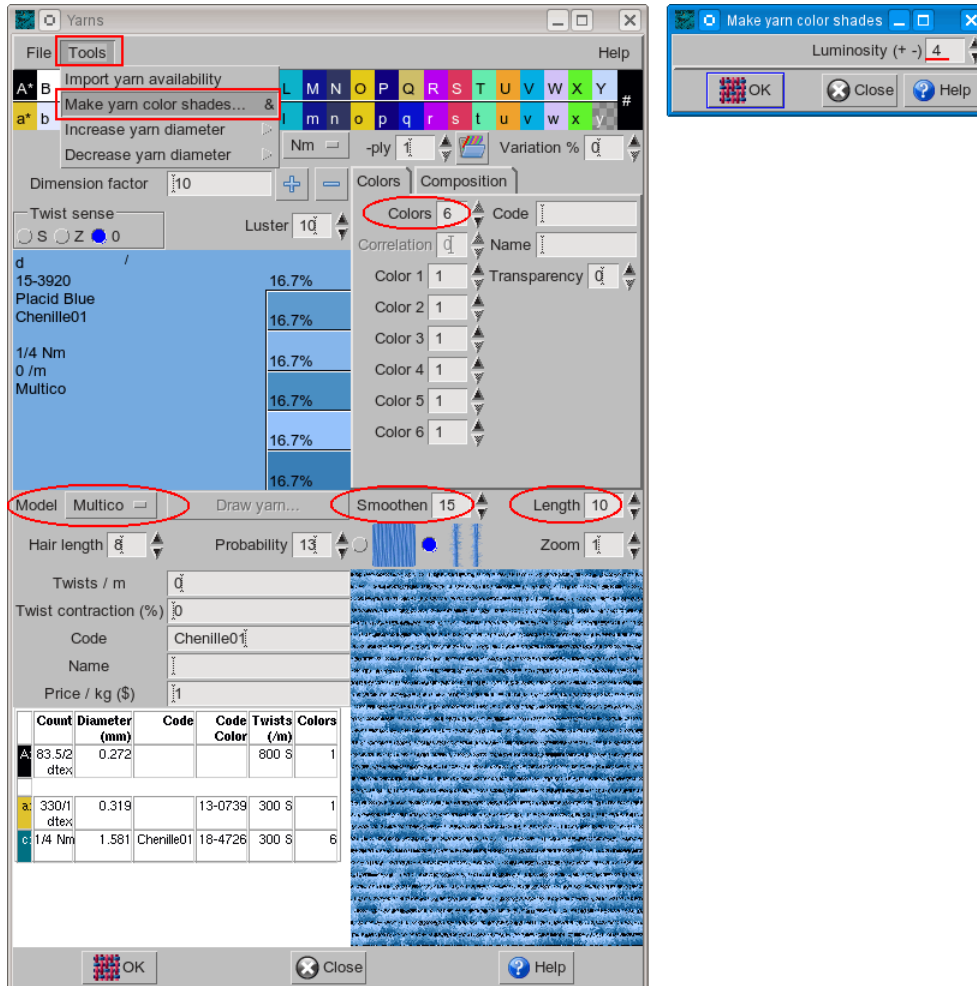 Yarns
Make yarn color shades
File Tools Help
Luminosity (+ -) 4
OK Close Help
Import yarn availability
Make yarn color shades... &
Increase yarn diameter
Decrease yarn diameter
A* B L M N O P Q R S T U V W X Y #
a* b l m n o p q r s t u v w x y
Nm -ply 1 Variation % 0
Dimension factor 10 Colors Composition
Twist sense
S Z 0
Luster 10
Colors 6 Code
Correlation 0 Name
Color 1 1 Transparency 0
Color 2 1
Color 3 1
Color 4 1
Color 5 1
Color 6 1
d /
15-3920
Placid Blue
Chenille01
1/4 Nm
0 /m
Multico
16.7%
16.7%
16.7%
16.7%
16.7%
16.7%
Model Multico Draw yarn... Smoothen 15 Length 10
Hair length 8 Probability 13 Zoom 1
Twists / m 0
Twist contraction (%) 0
Code Chenille01
Name
Price / kg ($) 1
Count Diameter (mm) Code Code Color Twists (/m) Colors
A: 83.5/2 dtex 0.272 800 S 1
a: 330/1 dtex 0.319 13-0739 300 S 1
c: 1/4 Nm 1.581 Chenille01 18-4726 300 S 6
OK Close Help